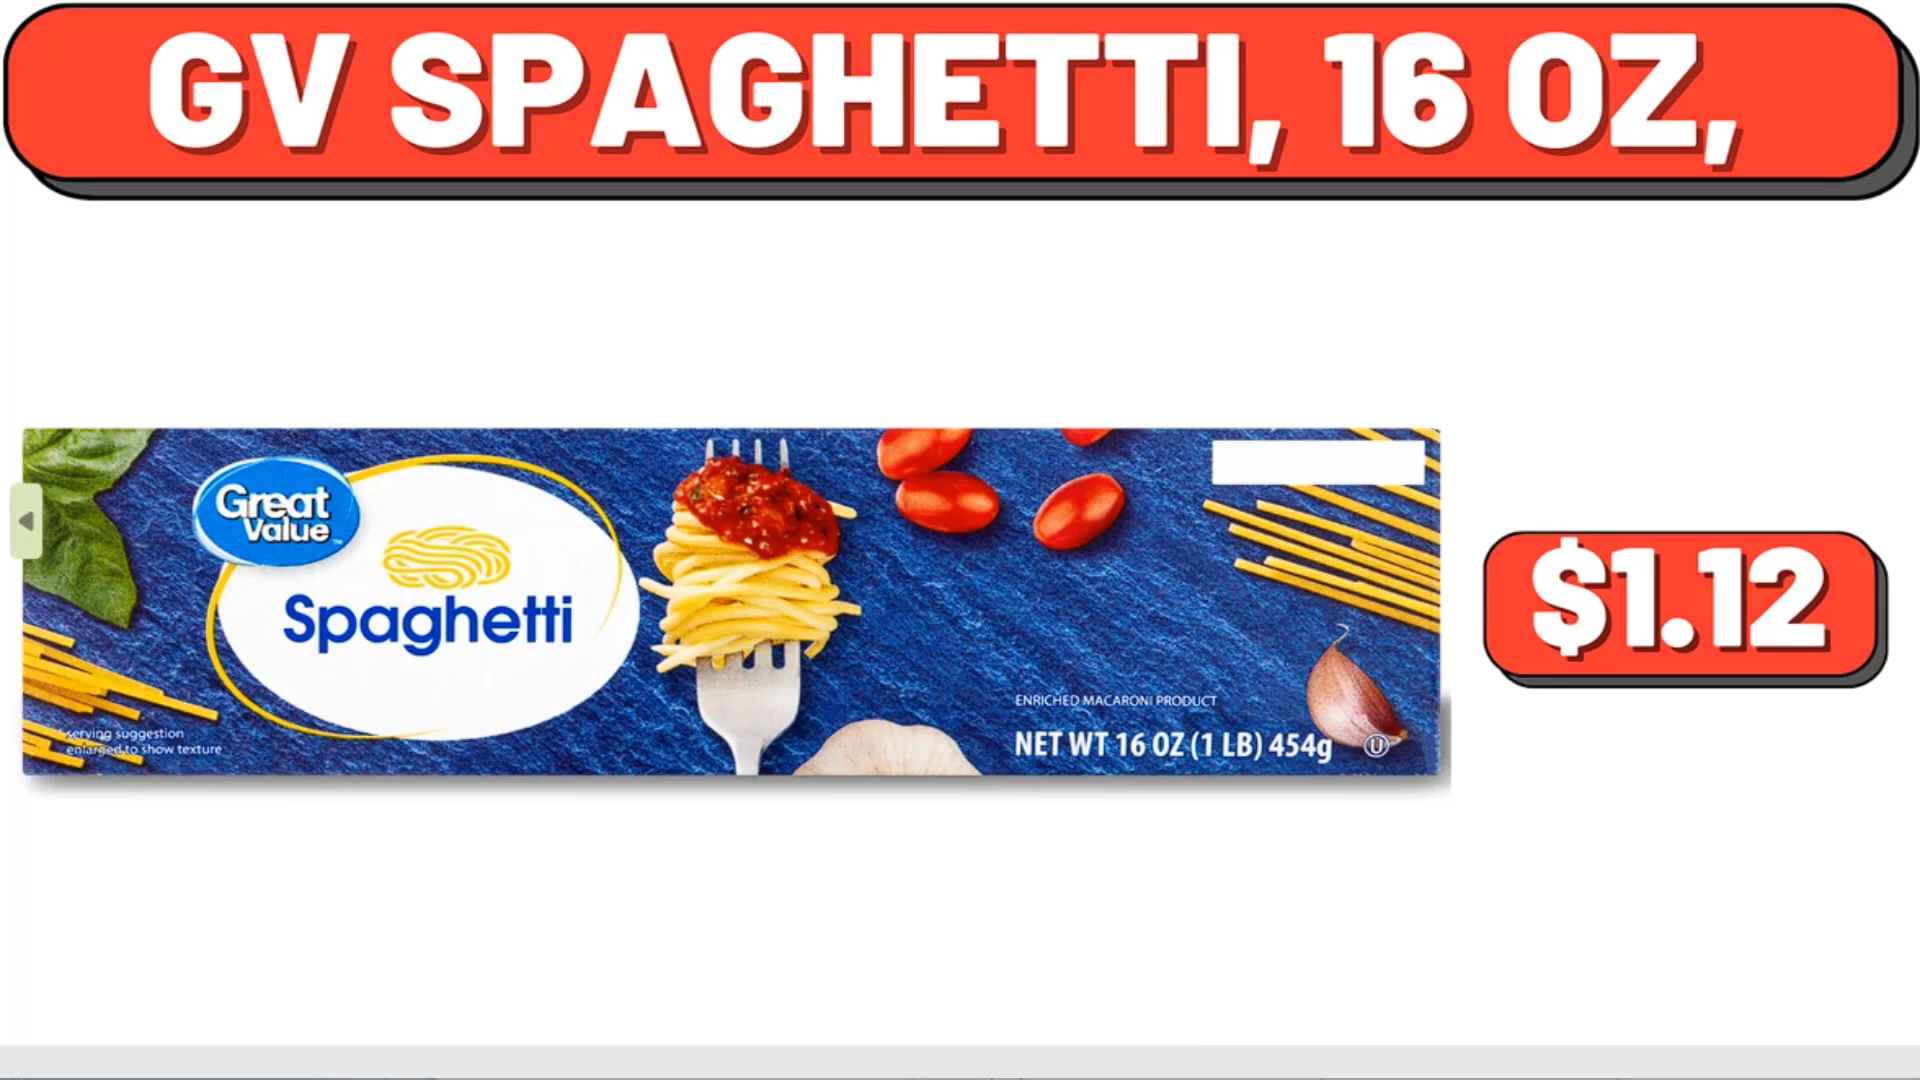 GV SPAGHETTI, 16 OZ,
Great
Value™
Spaghetti
$1.12
ENRICHED MACARONI PRODUCT
NET WT 16 OZ (1 LB) 454g
U
serving suggestion
enlarged to show texture